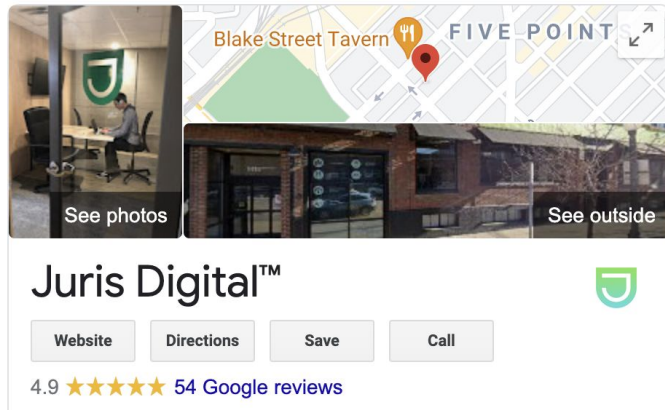 Blake Street Tavern
FIVE POINTS
See photos
See outside
Juris Digital™
Website
Directions
Save
Call
4.9
54 Google reviews